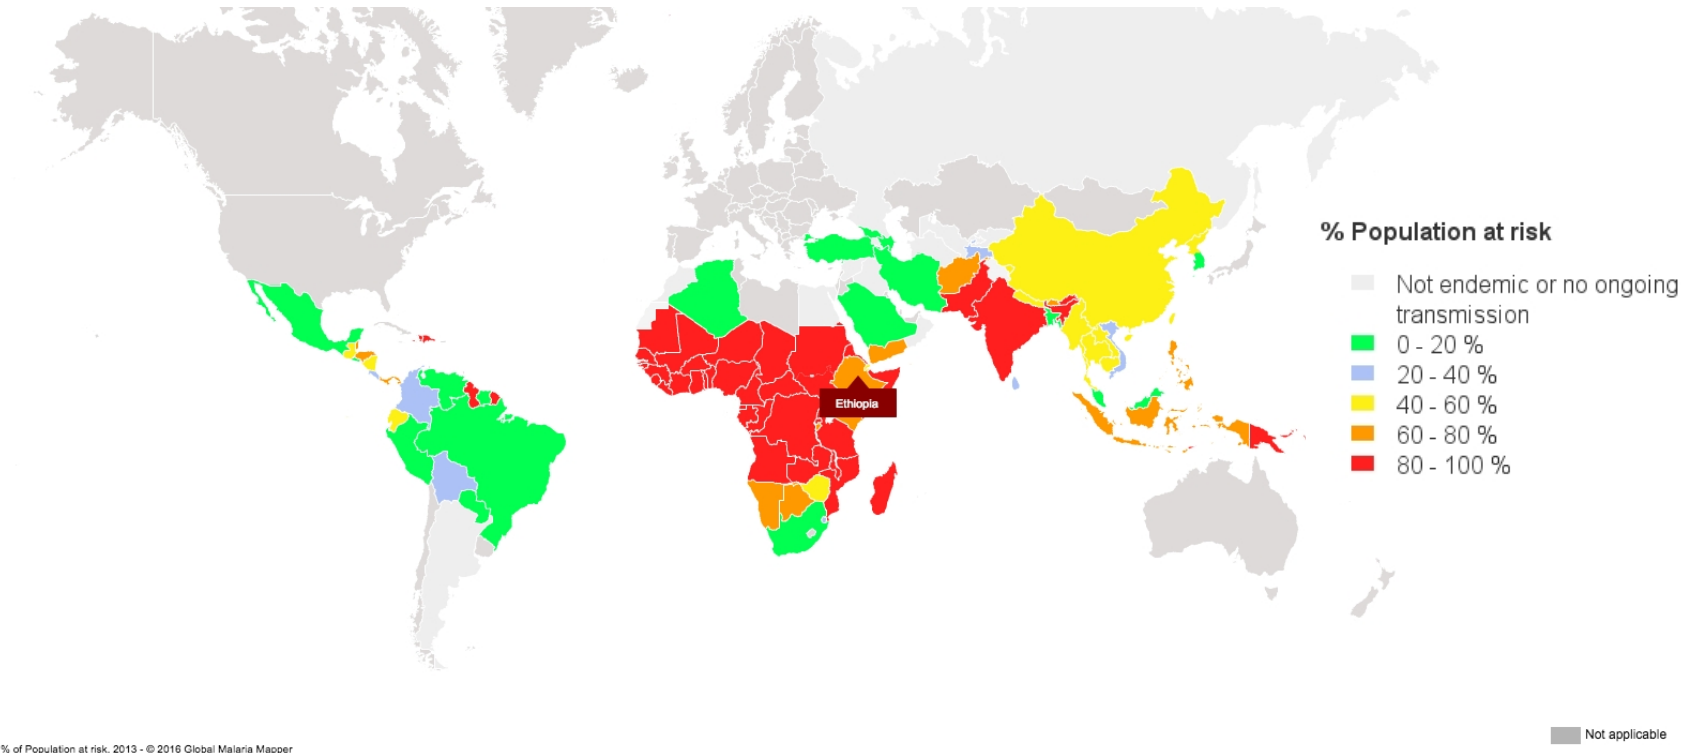 % Population at risk
Not endemic or no ongoing
transmission
0 - 20 %
20 - 40 %
40 - 60 %
60 - 80 %
80 - 100 %
Ethiopia
Not applicable
% of Population at risk, 2013 - © 2016 Global Malaria Mapper